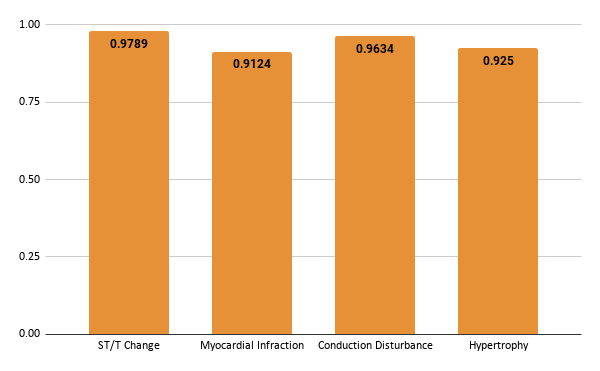 1.00
0.75
0.50
0.25
0.00
0.9789
0.9124
0.9634
0.925
ST/T Change
Myocardial Infraction
Conduction Disturbance
Hypertrophy